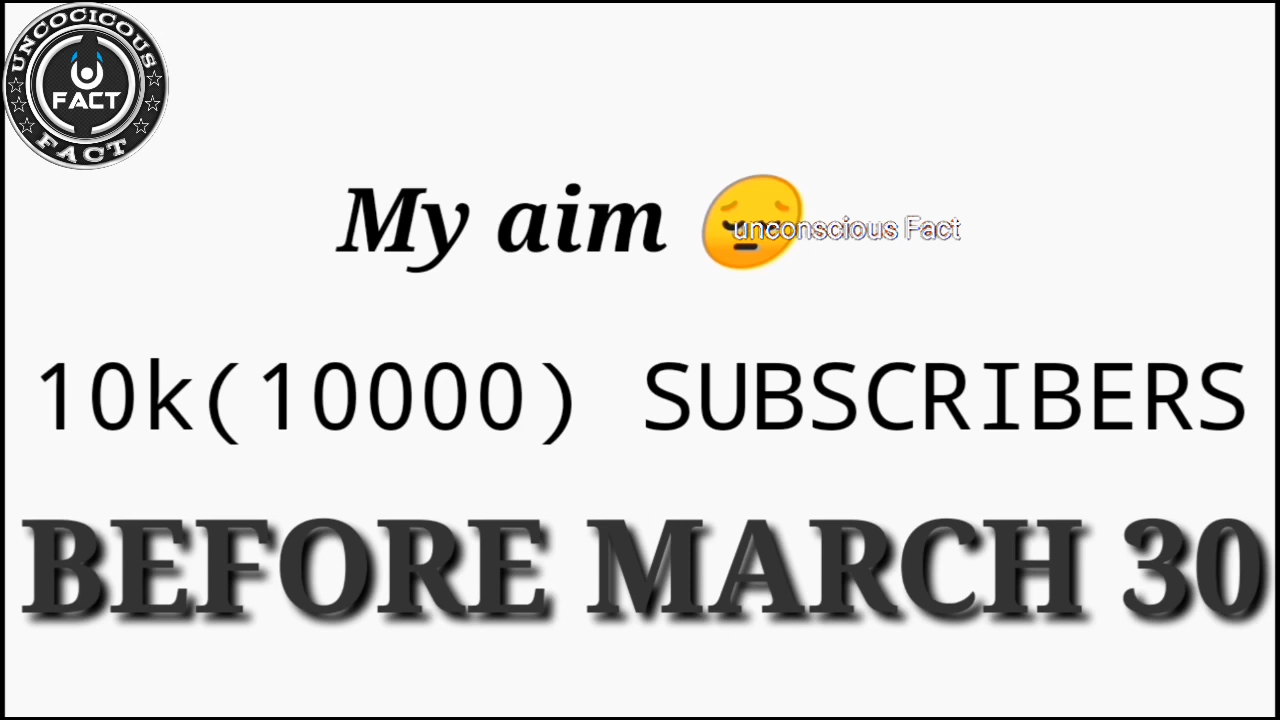 UNCOCICOUS
FACT
FACT
My aim 😔
unconscious Fact
10k(10000) SUBSCRIBERS
BEFORE MARCH 30